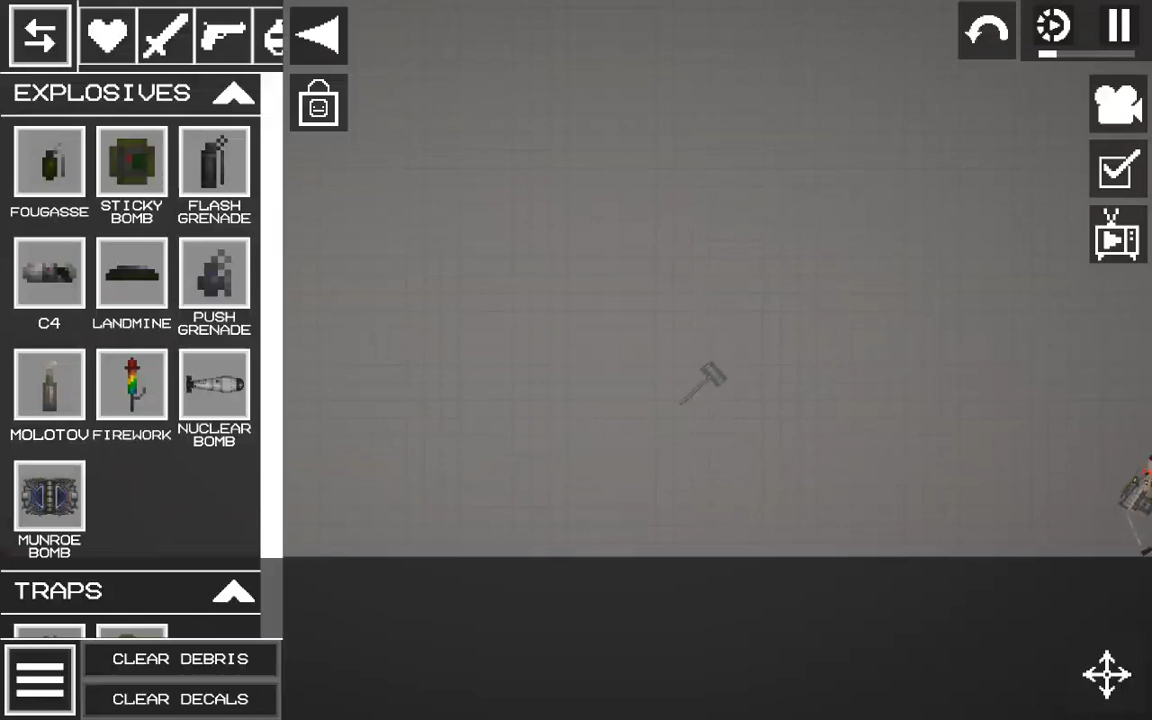 EXPLOSIVES
FOUGASSE
STICKY
BOMB
FLASH
GRENADE
C4
LANDMINE
PUSH
GRENADE
MOLOTOV
FIREWORK
NUCLEAR
BOMB
MUNROE
BOMB
TRAPS
CLEAR DEBRIS
CLEAR DECALS